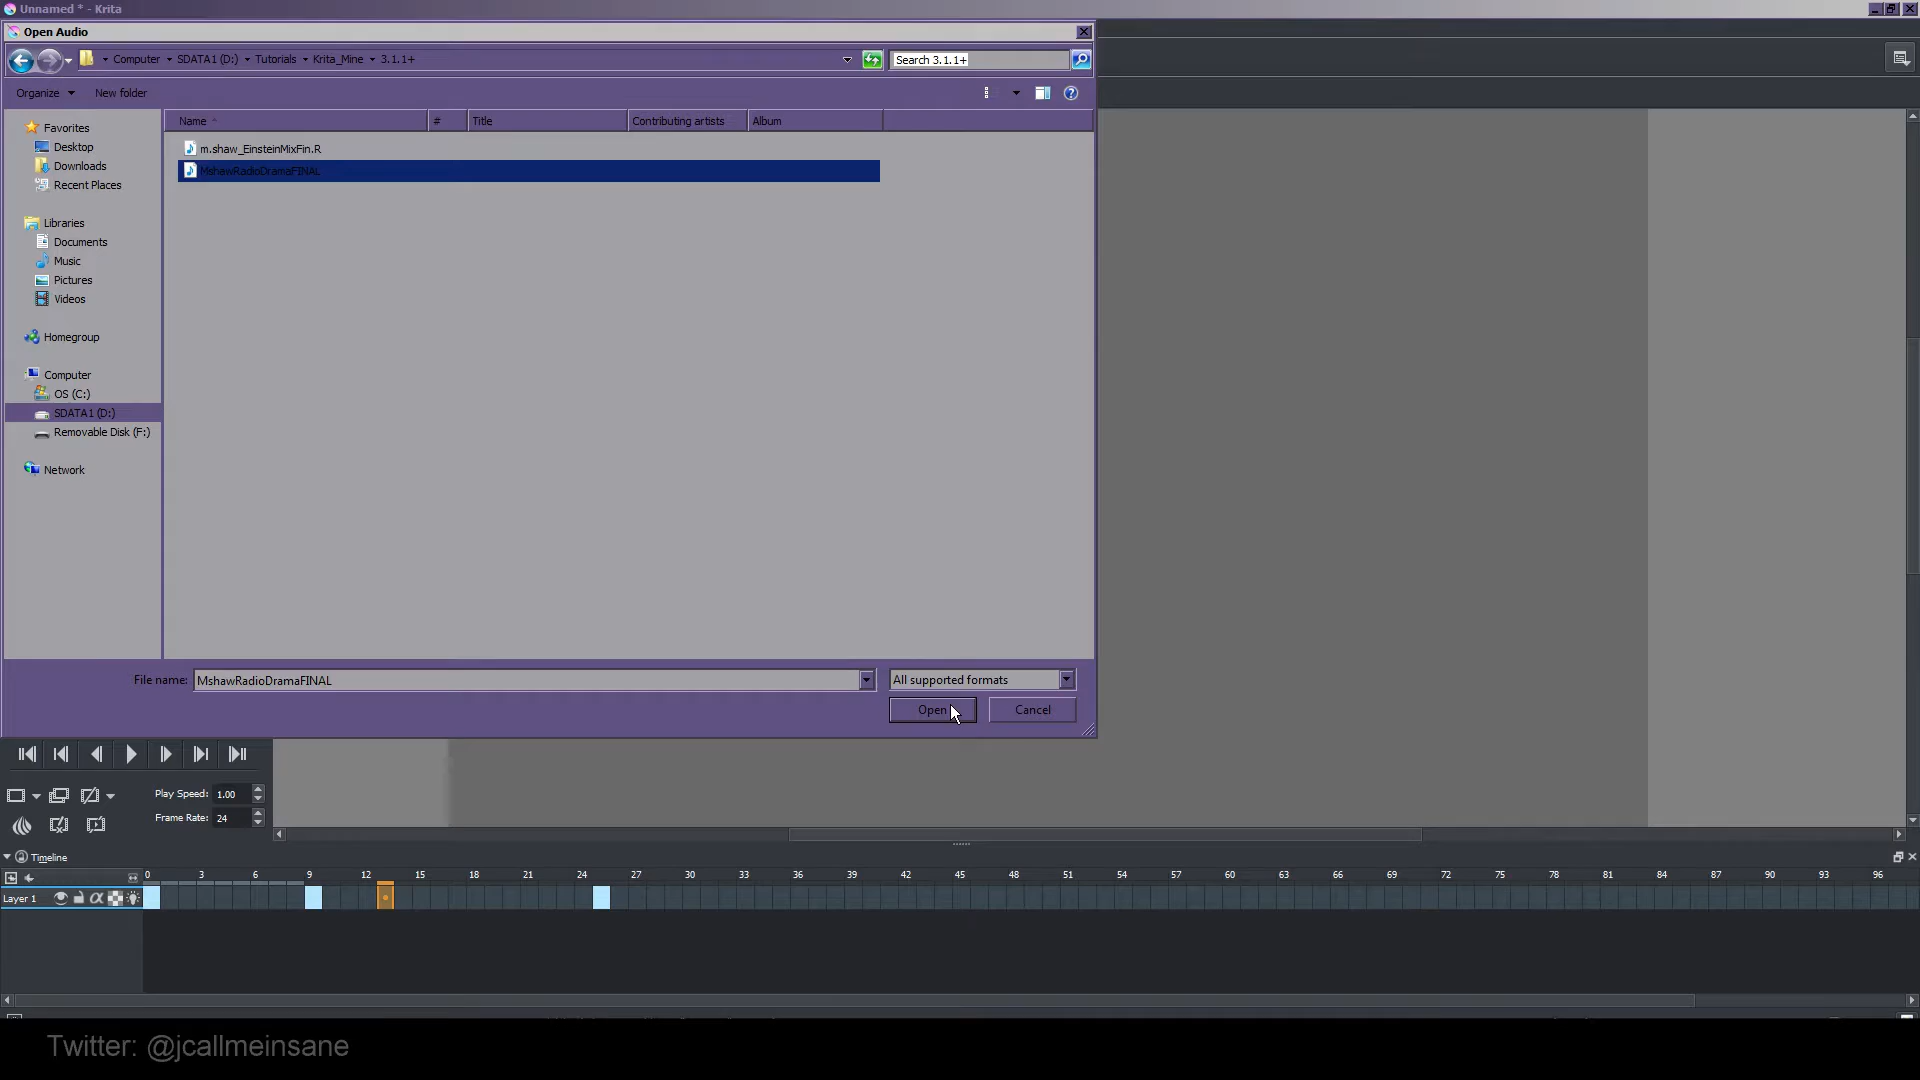 Unnamed * - Krita
Open Audio
Computer SDATA1 (D:) Tutorials Krita_Mine 3.1.1+
Search 3.1.1+
Organize New folder
Name # Title Contributing artists Album
Favorites
Desktop
Downloads
Recent Places
Libraries
Documents
Music
Pictures
Videos
Homegroup
Computer
OS (C:)
SDATA1 (D:)
Removable Disk (F:)
Network
m.shaw_EinsteinMixFin.R
MshawRadioDramaFINAL
File name: MshawRadioDramaFINAL All supported formats
Open Cancel
Play Speed: 1.00
Frame Rate: 24
Timeline
0 3 6 9 12 15 18 21 24 27 30 33 36 39 42 45 48 51 54 57 60 63 66 69 72 75 78 81 84 87 90 93 96
Layer 1
Twitter: @jcallmeinsane